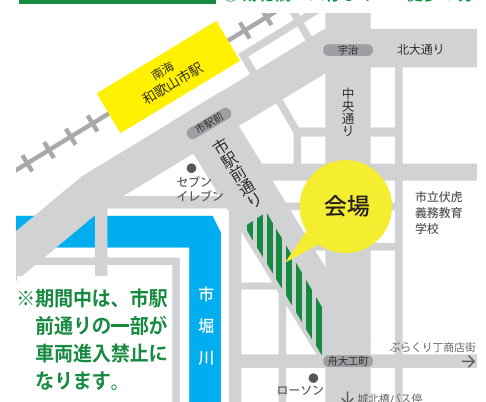 南海
和歌山市駅
宇治
北大通り
中央通り
市駅前
市駅前通り
セブン
イレブン
会場
市立伏虎
義務教育
学校
※期間中は、市駅
前通りの一部が
車両進入禁止に
なります。
市堀川
ぶらくり丁商店街
舟大工町
ローソン
城北橋バス停